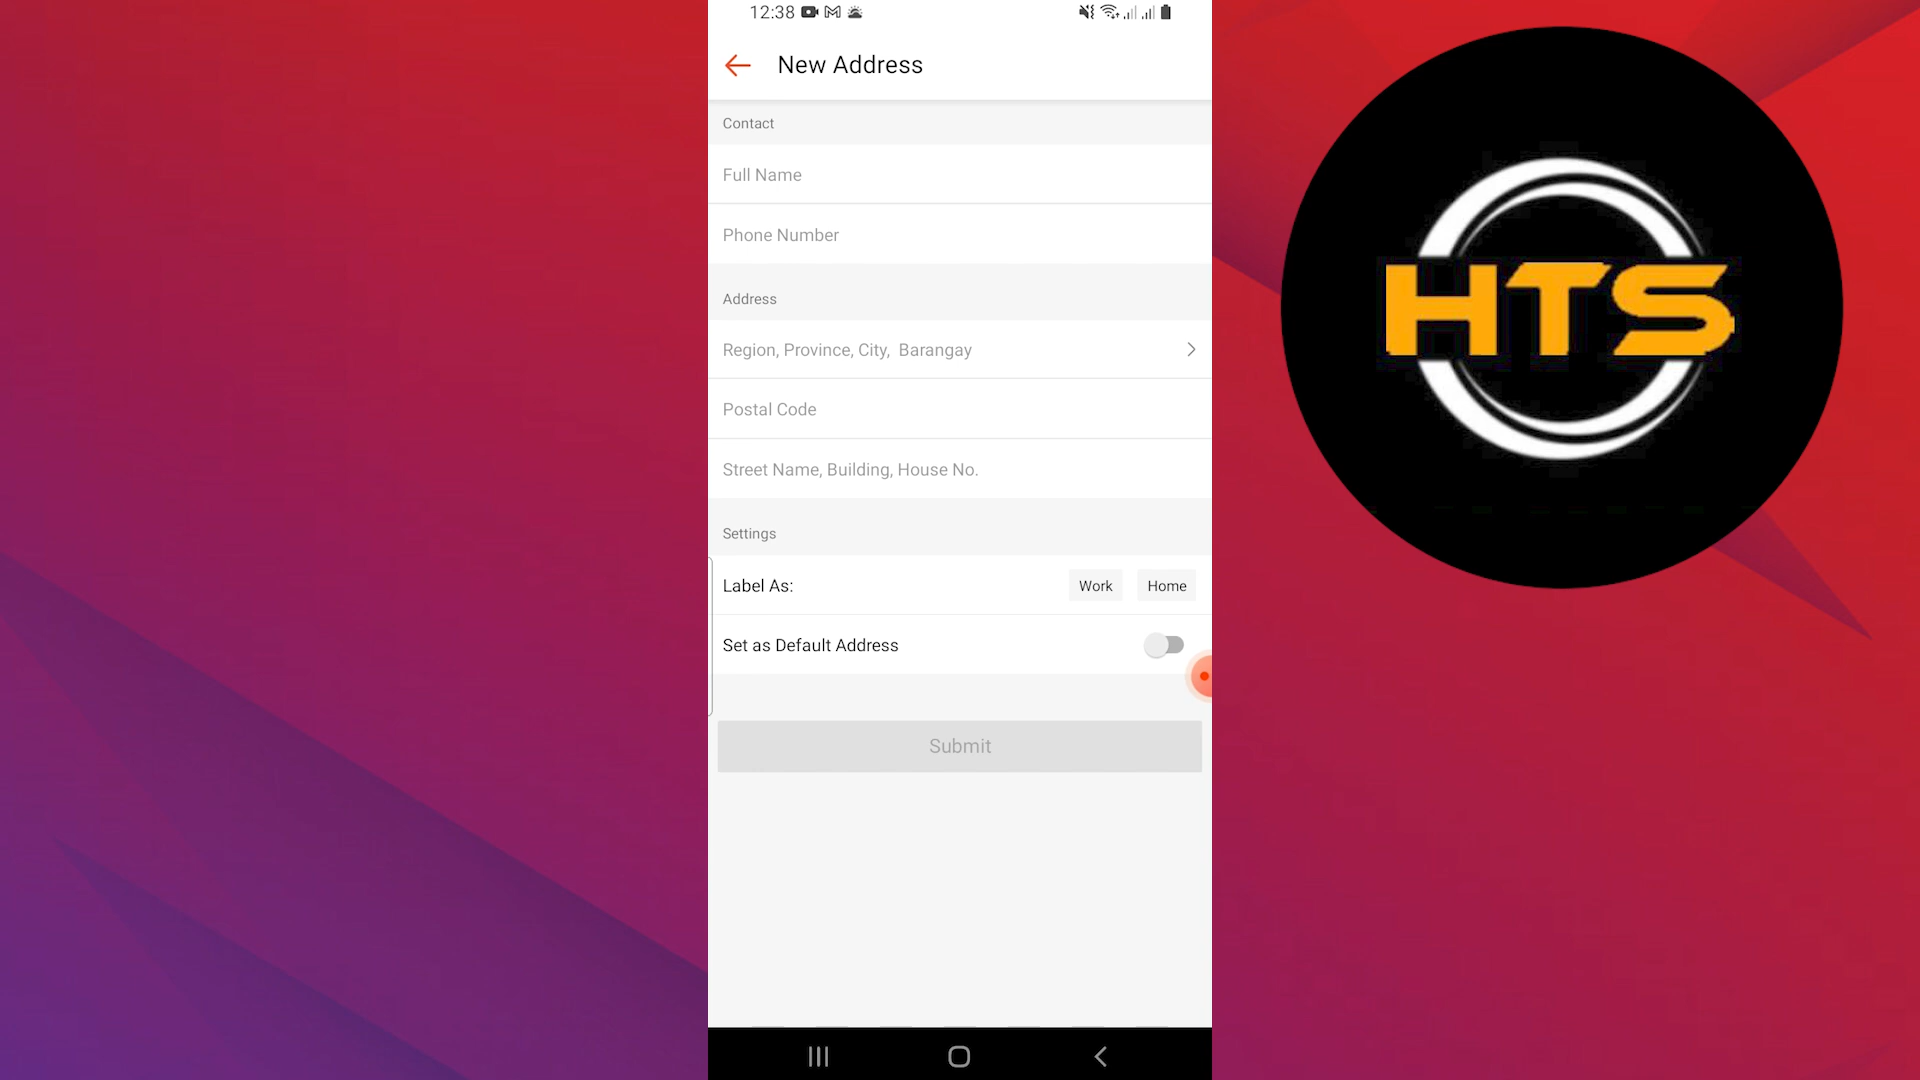 12:38
New Address
Contact
Full Name
Phone Number
Address
Region, Province, City, Barangay
Postal Code
Street Name, Building, House No.
Settings
Label As: Work Home
Set as Default Address
Submit
HTS